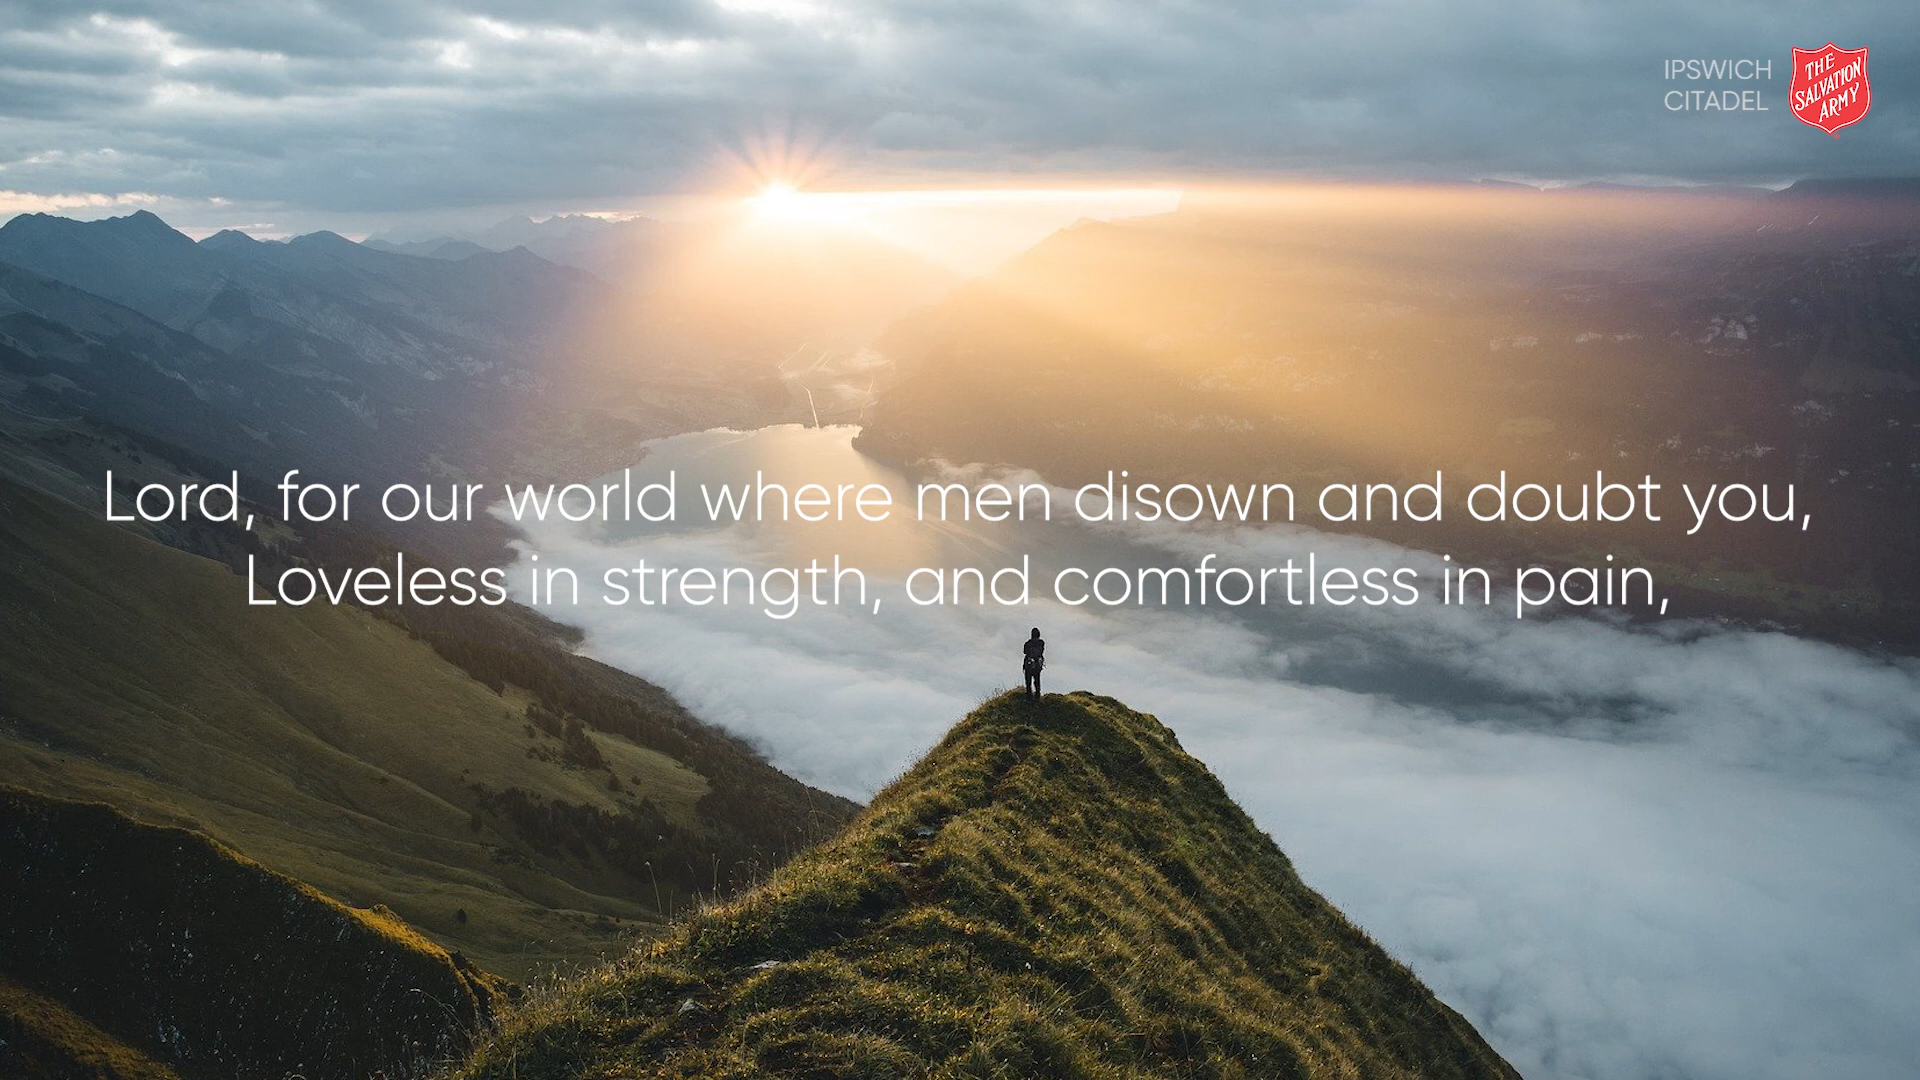 IPSWICH
CITADEL
THE
SALVATION
ARMY
Lord, for our world where men disown and doubt you,
Loveless in strength, and comfortless in pain,